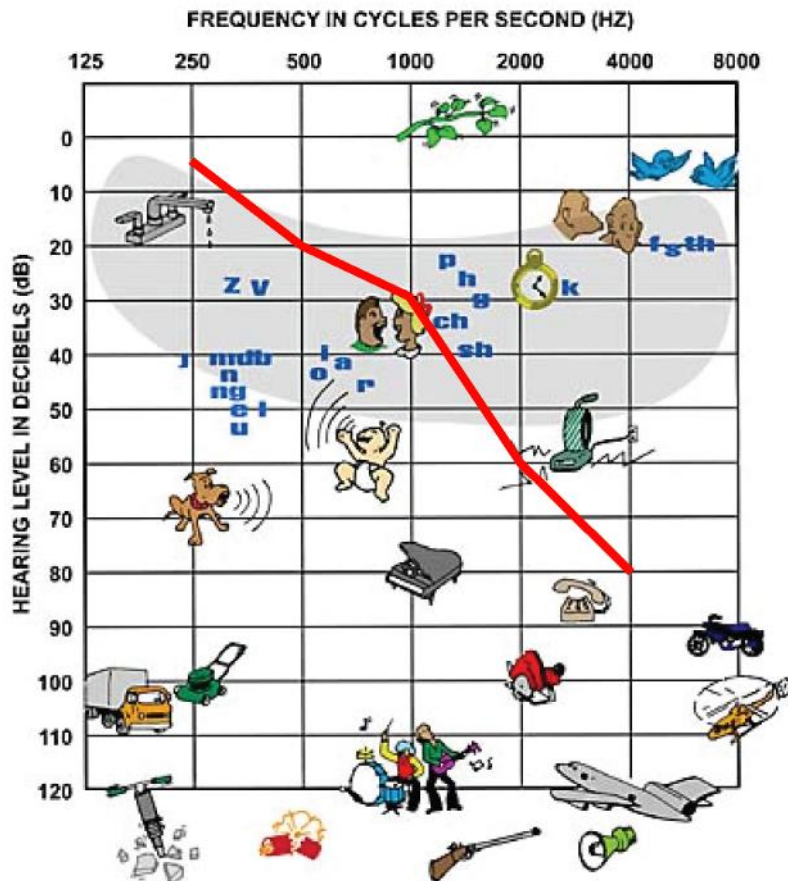 FREQUENCY IN CYCLES PER SECOND (HZ)
125 250 500 1000 2000 4000 8000
HEARING LEVEL IN DECIBELS (dB)
0
10
20 f s th
p
h
z v g k
30
ch
sh
40 j m d b i
n a
o r
ng
50 e l
u
60
70
80
90
100
110
120